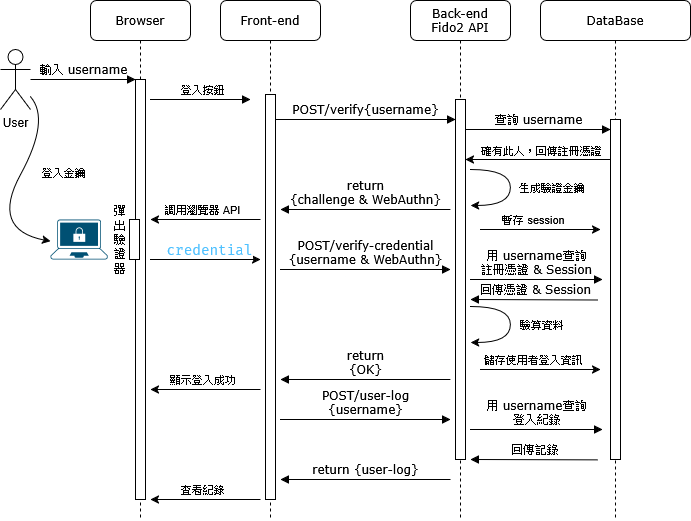 Browser
Front-end
Back-end
Fido2 API
DataBase
輸入 username
User
登入按鈕
POST/verify{username}
查詢 username
確有此人，回傳註冊憑證
登入金鑰
return
{challenge & WebAuthn}
生成驗證金鑰
彈
出
驗
證
器
調用瀏覽器 API
暫存 session
credential
POST/verify-credential
{username & WebAuthn}
用 username查詢
註冊憑證 & Session
回傳憑證 & Session
驗算資料
return
{OK}
儲存使用者登入資訊
顯示登入成功
POST/user-log
{username}
用 username查詢
登入紀錄
回傳記錄
return {user-log}
查看紀錄